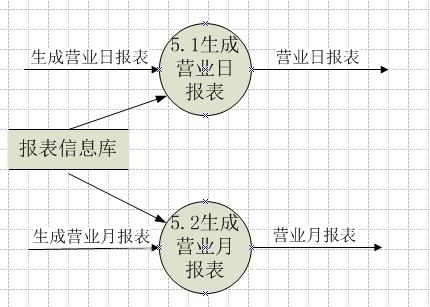 生成营业日报表
5.1生成
营业日
报表
营业日报表
报表信息库
生成营业月报表
5.2生成
营业月
报表
营业月报表